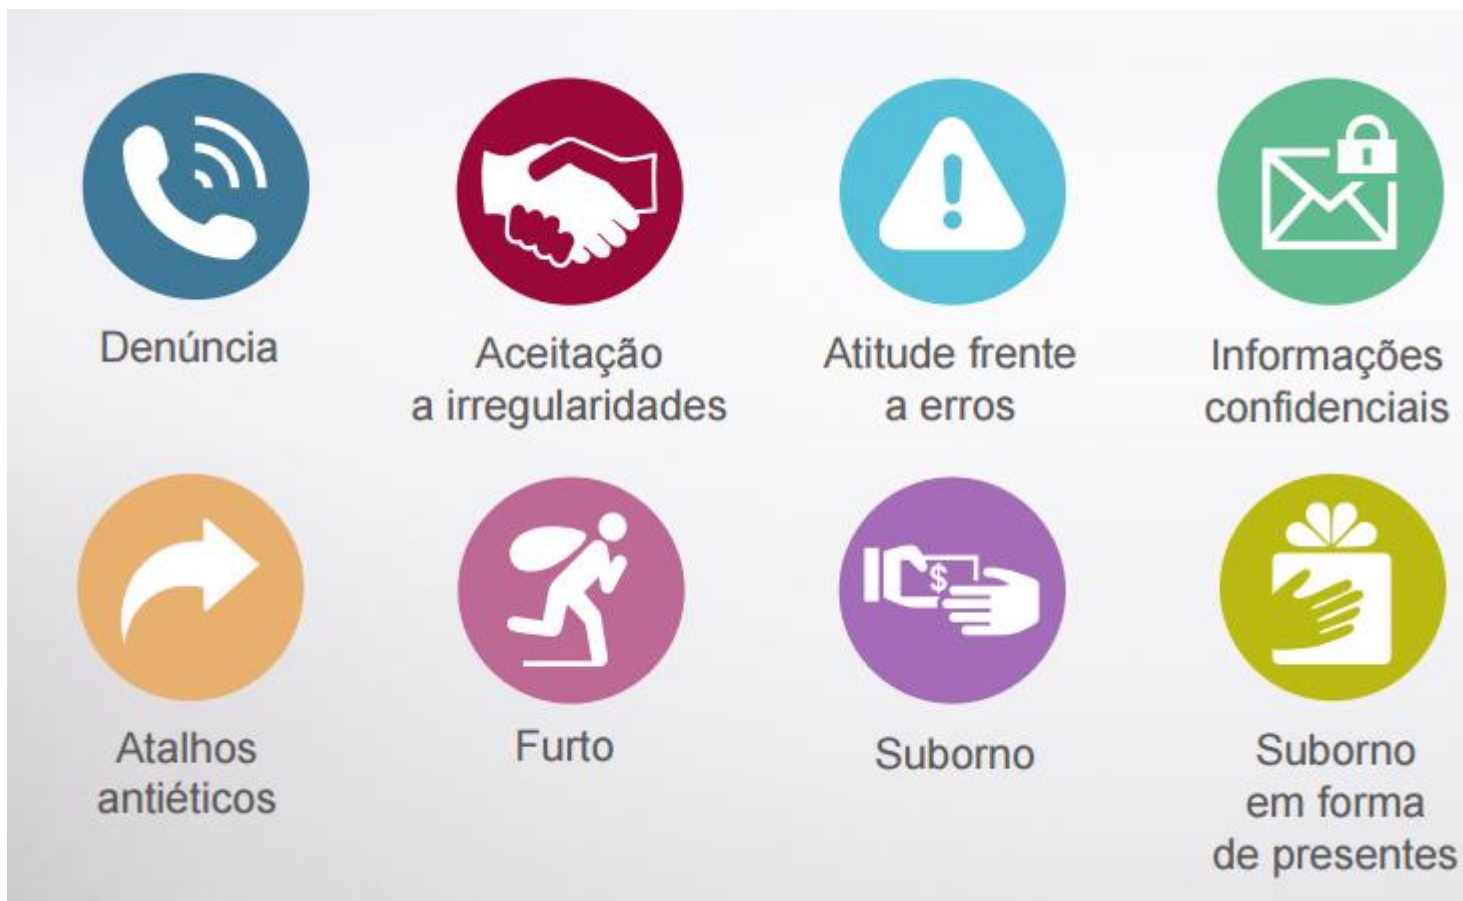 Denúncia
Aceitação
a irregularidades
Atitude frente
a erros
Informações
confidenciais
$
Atalhos
antiéticos
Furto
Suborno
Suborno
em forma
de presentes